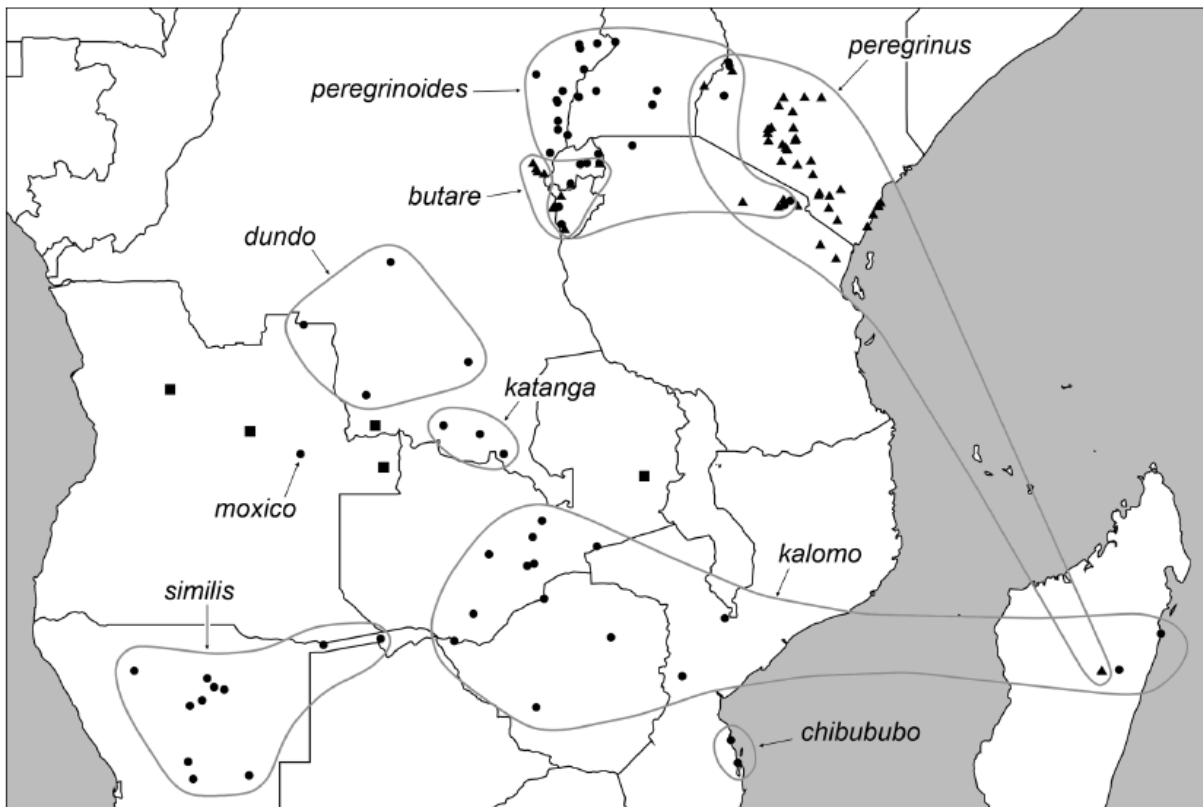 peregrinus
peregrinoides
butare
dundo
katanga
moxico
kalomo
similis
chibububo